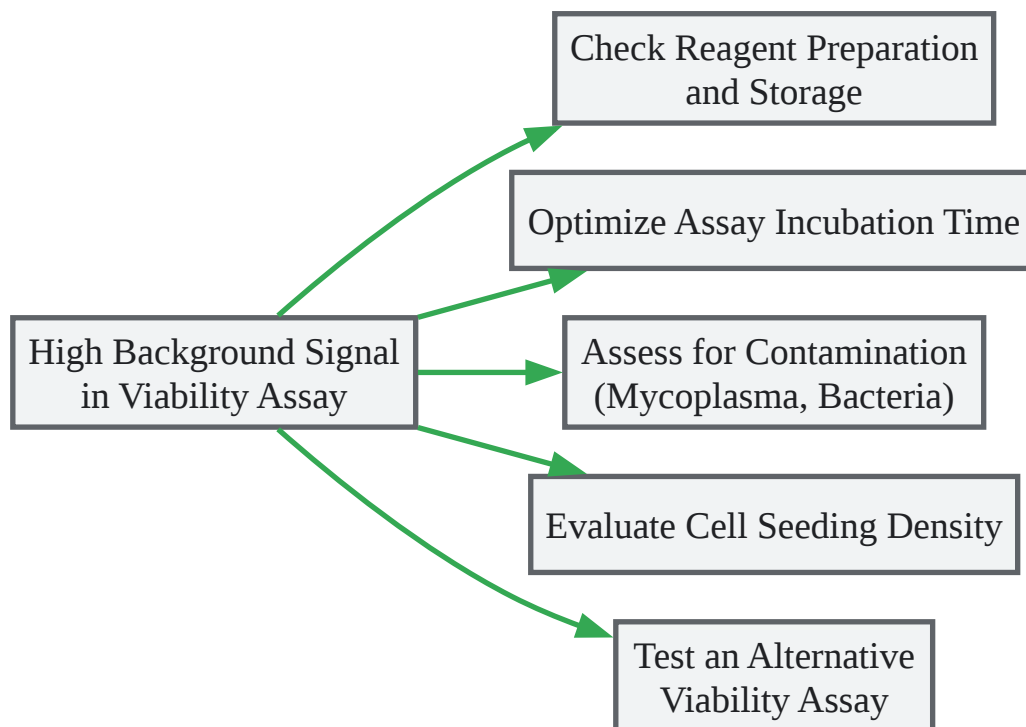 Check Reagent Preparation
and Storage
Optimize Assay Incubation Time
High Background Signal
in Viability Assay
Assess for Contamination
(Mycoplasma, Bacteria)
Evaluate Cell Seeding Density
Test an Alternative
Viability Assay